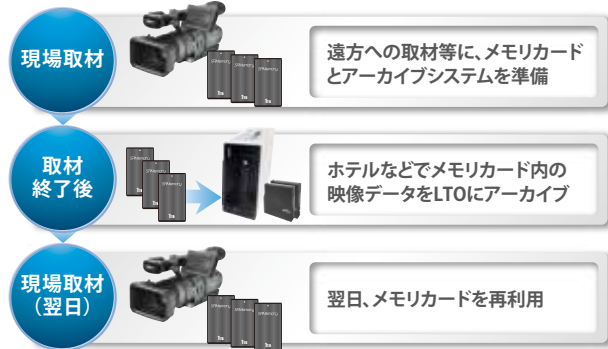 現場取材
遠方への取材等に、メモリカード
とアーカイブシステムを準備
取材
終了後
ホテルなどでメモリカード内の
映像データをLTOにアーカイブ
現場取材
（翌日）
翌日、メモリカードを再利用